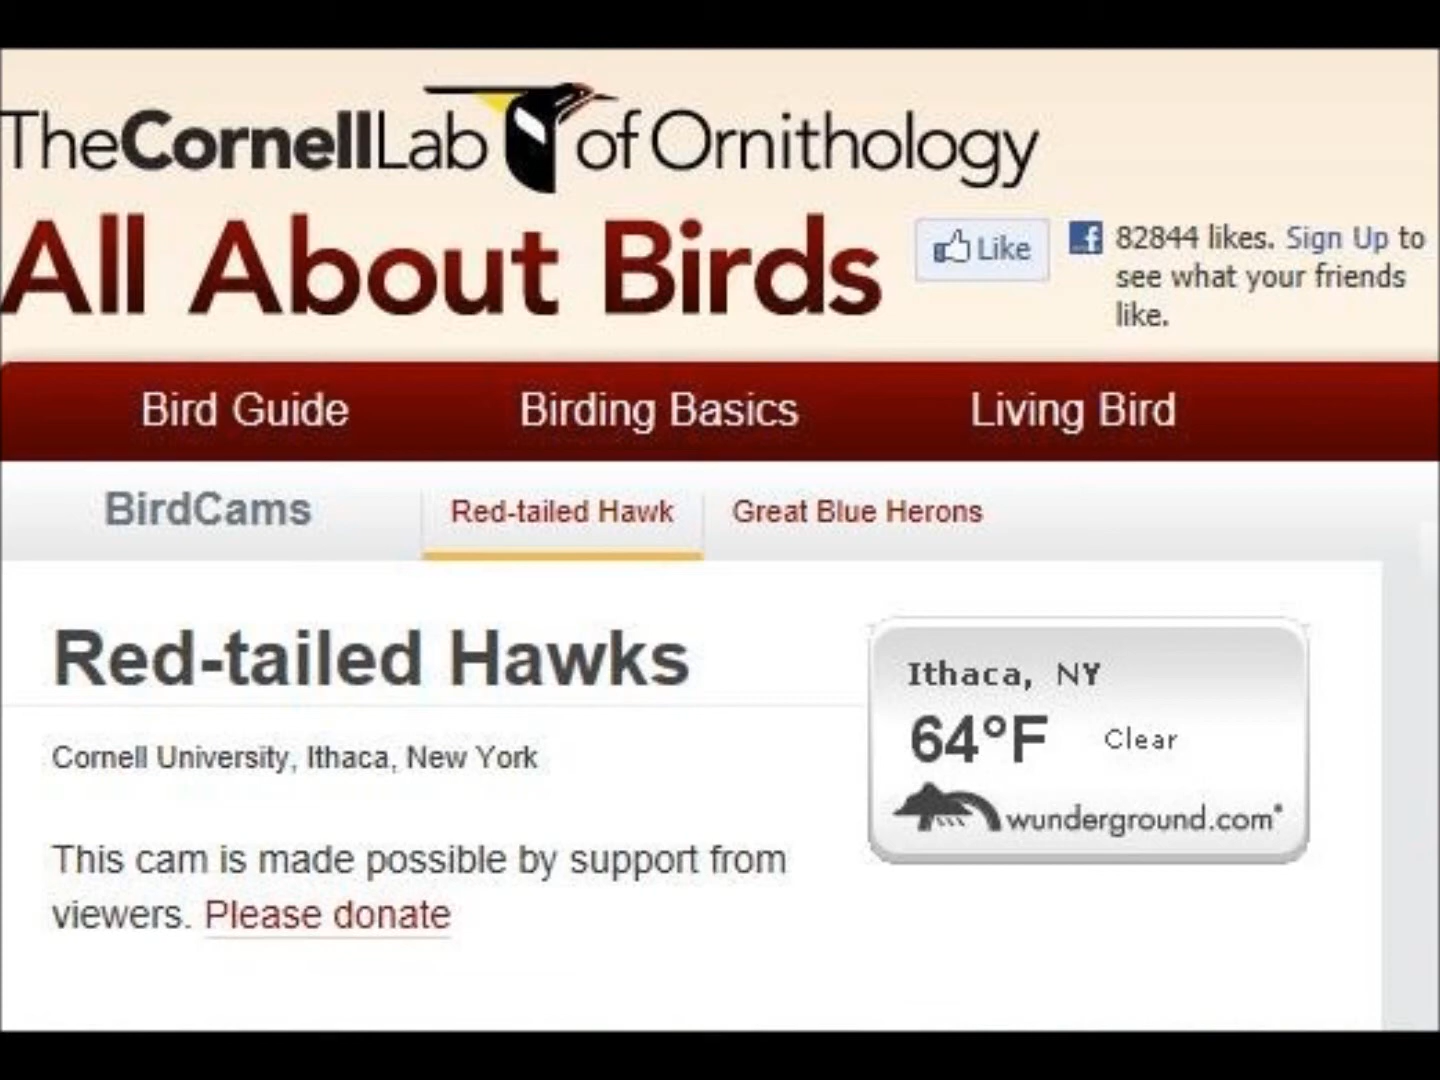 TheCornellLab of Ornithology
All About Birds
Like
82844 likes. Sign Up to
see what your friends
like.
Bird Guide Birding Basics Living Bird
BirdCams Red-tailed Hawk Great Blue Herons
Red-tailed Hawks
Cornell University, Ithaca, New York
This cam is made possible by support from
viewers. Please donate
Ithaca, NY
64°F Clear
wunderground.com*